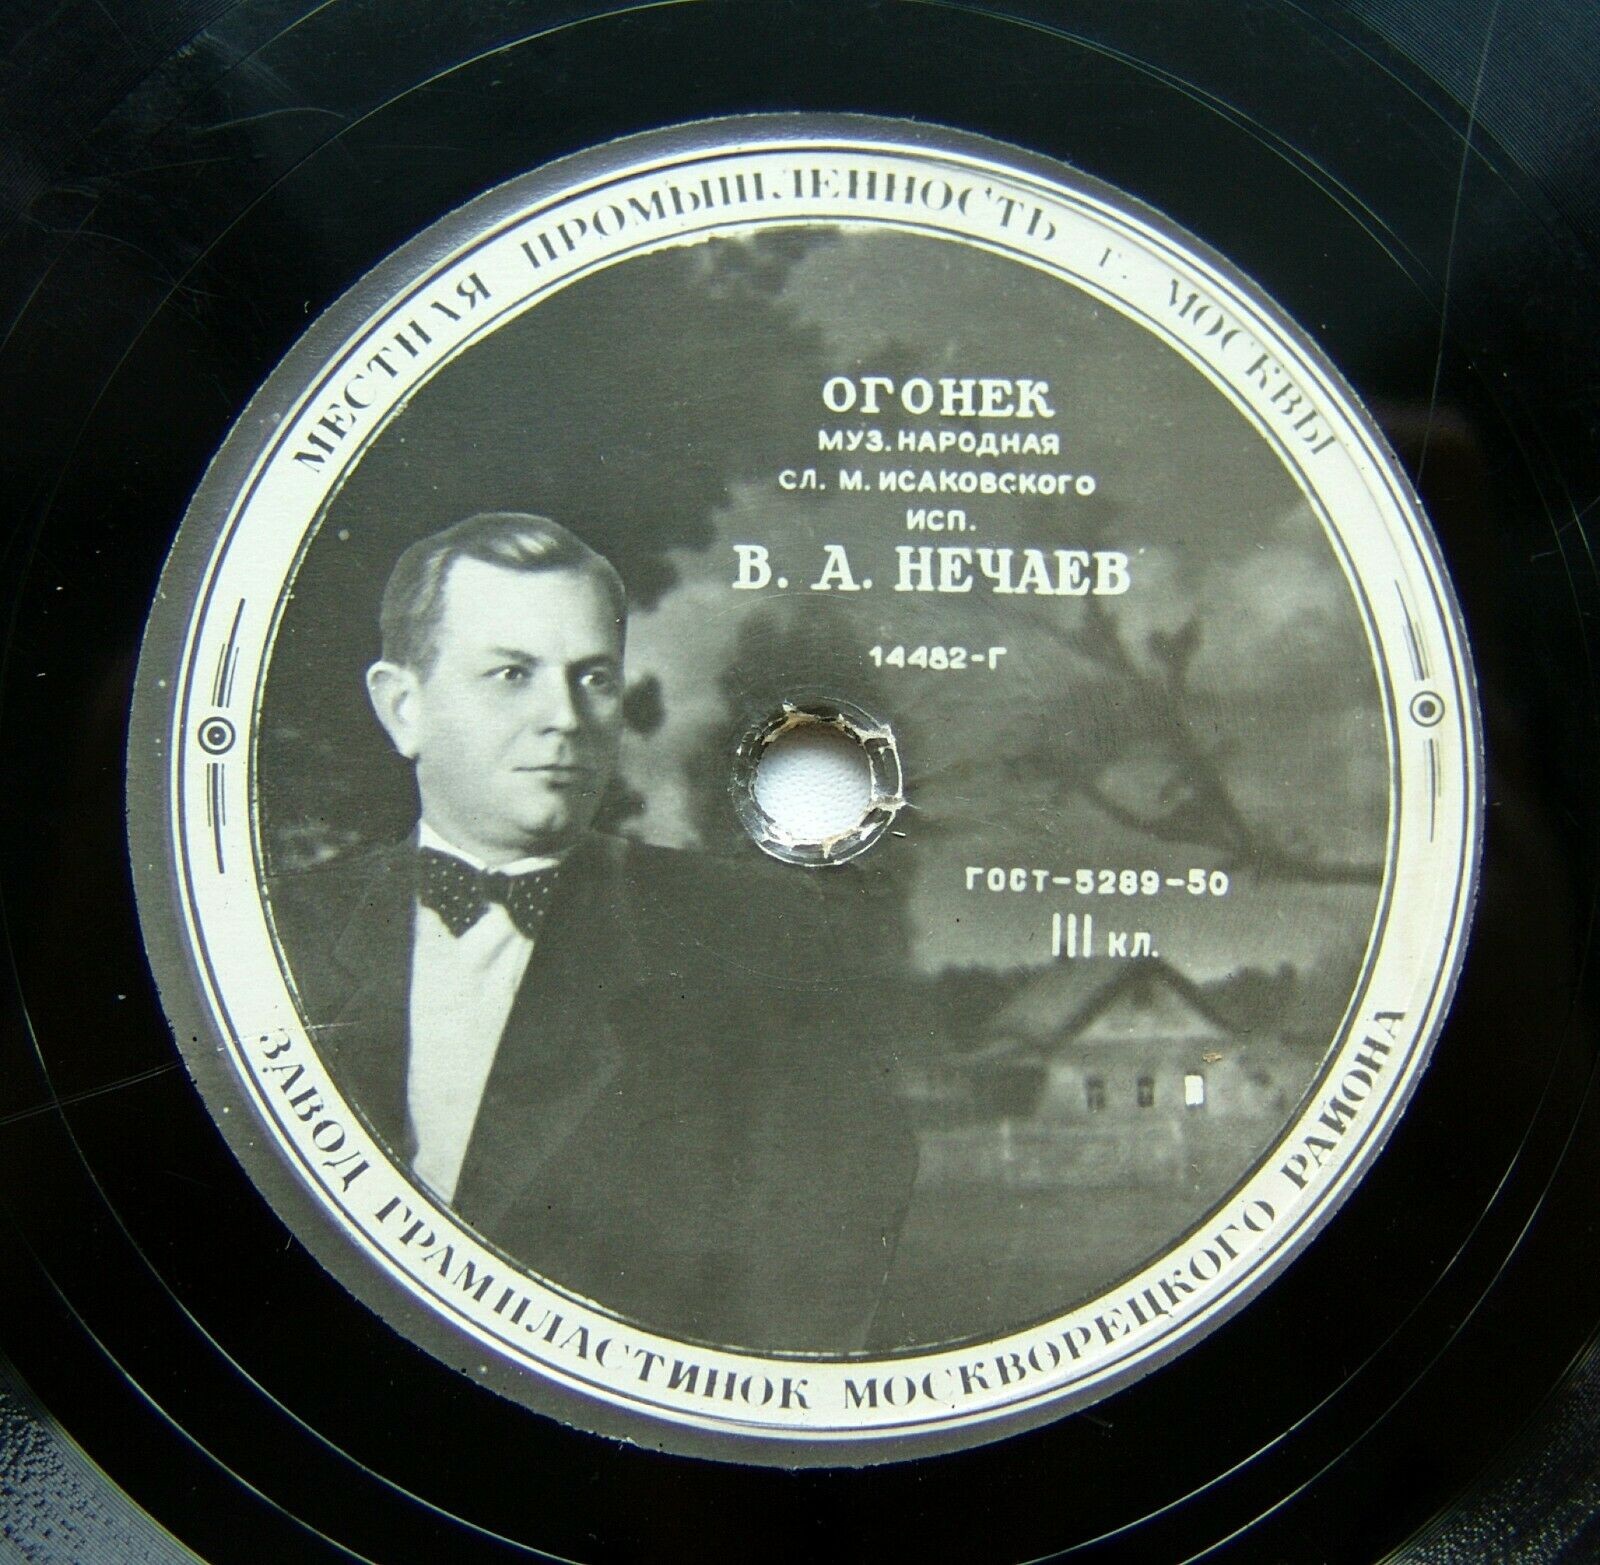 МЕСТНАЯ ПРОМЫШЛЕННОСТЬ г. МОСКВЫ
ОГОНЕК
МУЗ. НАРОДНАЯ
СЛ. М. ИСАКОВСКОГО
ИСП.
В. А. НЕЧАЕВ
14482-Г
ГОСТ-5289-50
III КЛ.
ЗАВОД ГРАМПЛАСТИНОК МОСКВОРЕЦКОГО РАЙОНА